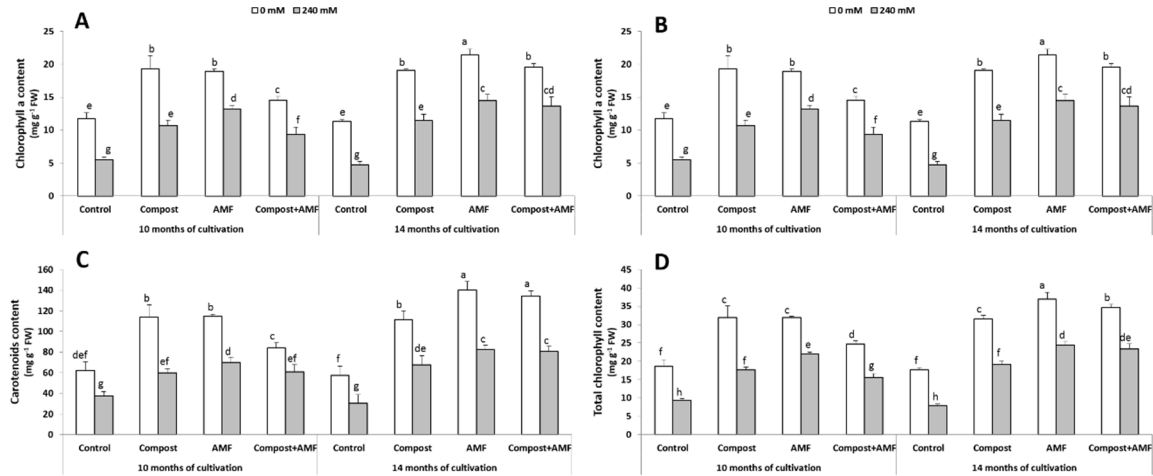 A
0 mM 240 mM
Chlorophyll a content
(mg g⁻¹ FW)
25
20
15
10
5
0
e g b e b d c f e g b c a c b cd
Control Compost AMF Compost+AMF Control Compost AMF Compost+AMF
10 months of cultivation 14 months of cultivation
B
0 mM 240 mM
Chlorophyll a content
(mg g⁻¹ FW)
25
20
15
10
5
0
e g b e b d c f e g b e a c b cd
Control Compost AMF Compost+AMF Control Compost AMF Compost+AMF
10 months of cultivation 14 months of cultivation
C
Carotenoids content
(mg g⁻¹ FW)
160
140
120
100
80
60
40
20
0
def g b ef b d c ef f g b de a c a c
Control Compost AMF Compost+AMF Control Compost AMF Compost+AMF
10 months of cultivation 14 months of cultivation
D
Total chlorophyll content
(mg g⁻¹ FW)
45
40
35
30
25
20
15
10
5
0
f h c f c e d g f h c f a d b de
Control Compost AMF Compost+AMF Control Compost AMF Compost+AMF
10 months of cultivation 14 months of cultivation